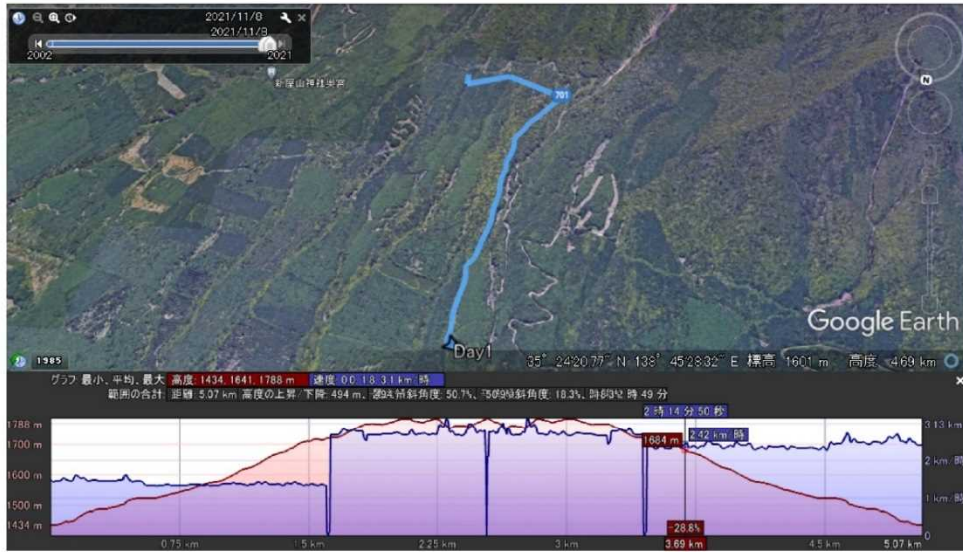 2021/11/8
2021/11/8
2002
2021
新屋山神社奥宮
701
N
Day1
Google Earth
1985
35° 24'20.77" N 138° 45'28.32" E 標高 1601 m 高度 4.69 km
グラフ: 最小、平均、最大 高度: 1434, 1641, 1788 m 速度: 0.0, 1.8, 3.1 km/時
範囲の合計: 距離: 5.07 km 高度の上昇/下降: 494 m,
2 時 14 分 50 秒
1788 m
3.13 km/時
1684 m
2.42 km/時
1700 m
2 km/時
1600 m
1500 m
1 km/時
1434 m
-28.8%
0
0.75 km
1.5 km
2.25 km
3 km
3.69 km
4.5 km
5.07 km